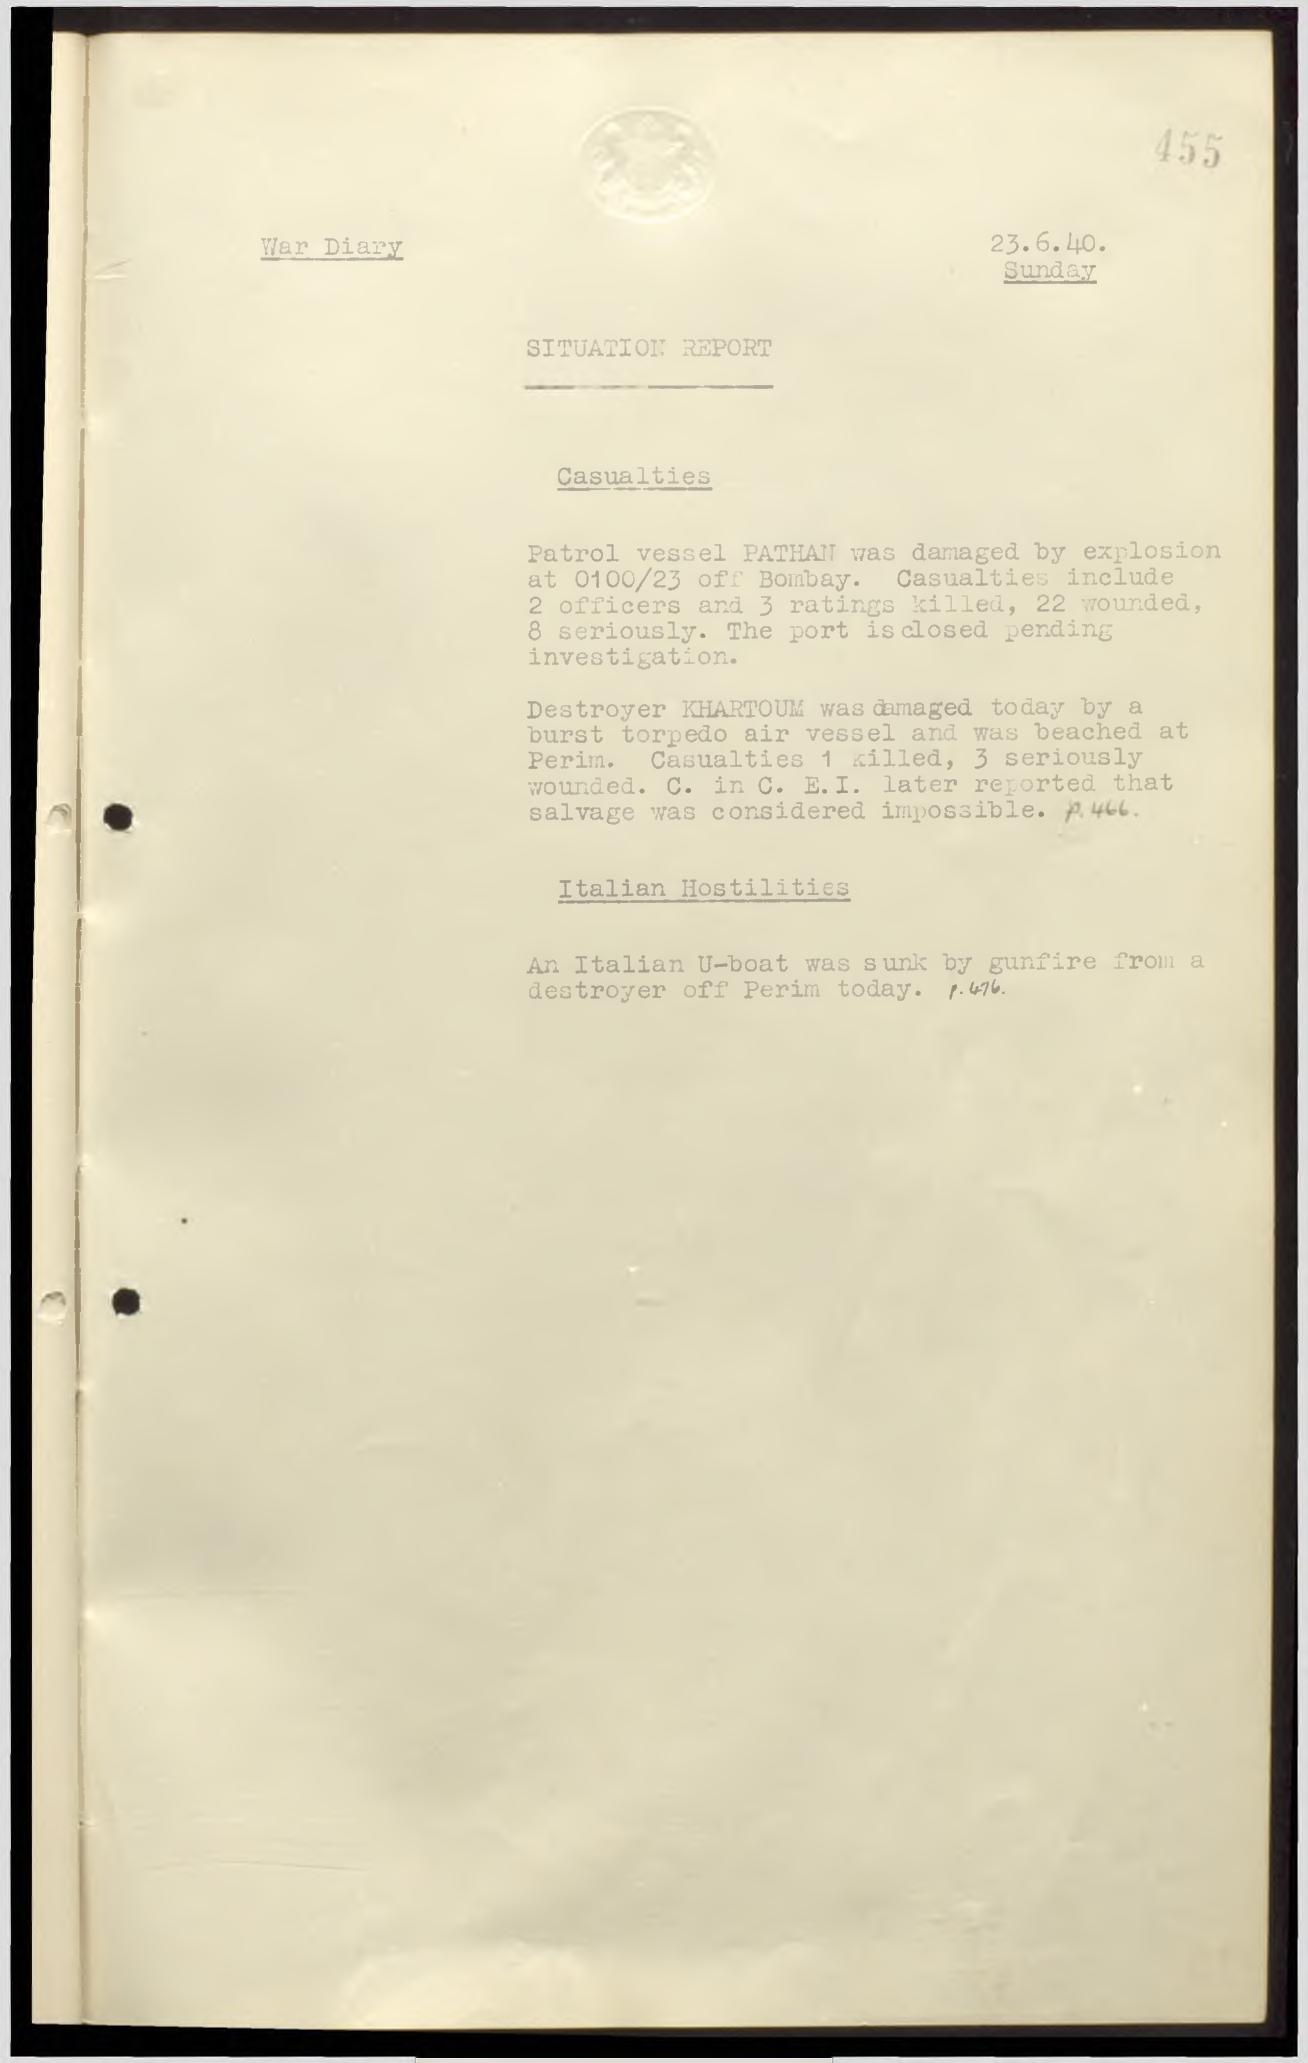 455
War Diary
23.6.40.
Sunday
SITUATION REPORT
Casualties
Patrol vessel PATHAN was damaged by explosion
at 0100/23 off Bombay. Casualties include
2 officers and 3 ratings killed, 22 wounded,
8 seriously. The port is closed pending
investigation.
Destroyer KHARTOUM was damaged today by a
burst torpedo air vessel and was beached at
Perim. Casualties 1 killed, 3 seriously
wounded. C. in C. E.I. later reported that
salvage was considered impossible. p.466.
Italian Hostilities
An Italian U-boat was sunk by gunfire from a
destroyer off Perim today. p.476.